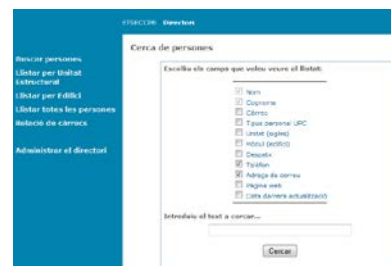 ETSECCPB Directori
Cerca de persones
Buscar persones
Llistar per Unitat
Estructural
Llistar per Edifici
Llistar totes les persones
Relació de càrrecs
Administrar el directori
Escolliu els camps que voleu veure al llistat:
Nom
Cognoms
Càrrec
Tipus personal UPC
Unitat (sigles)
Mòdul (edifici)
Despatx
Telèfon
Adreça de correu
Pàgina web
Data darrera actualització
Introduïu el text a cercar...
Cercar